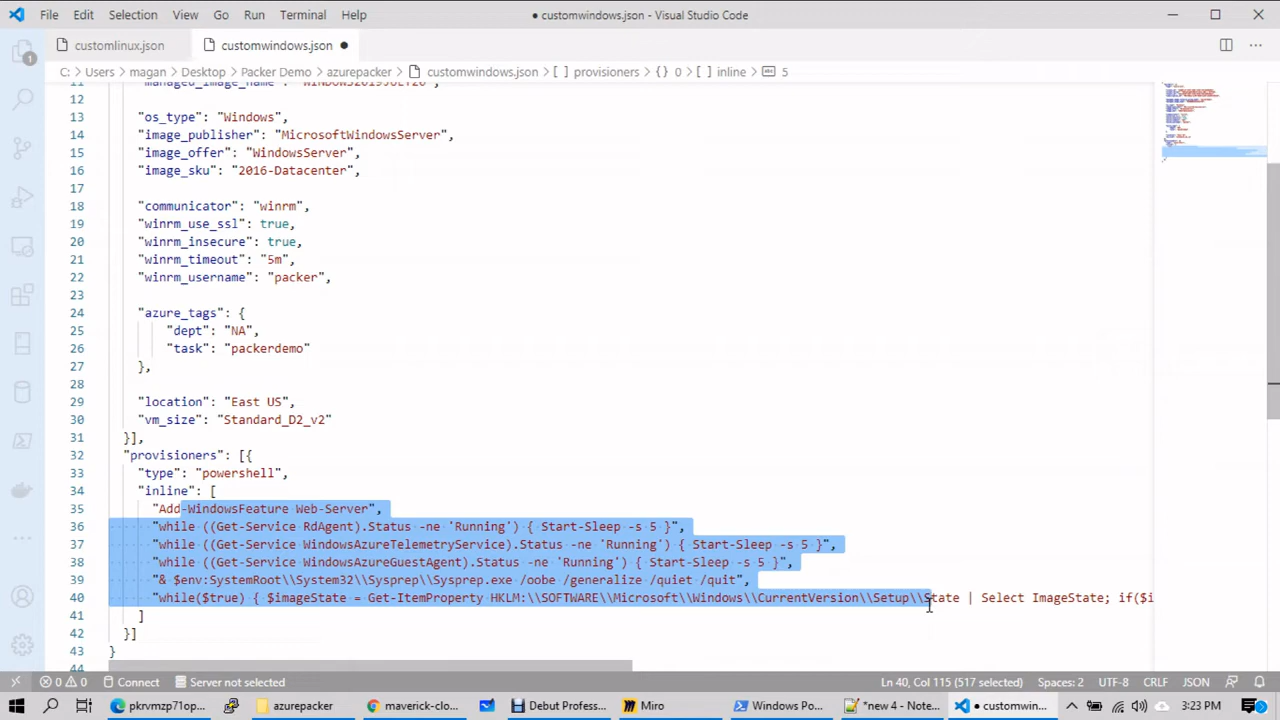 File Edit Selection View Go Run Terminal Help
● customwindows.json - Visual Studio Code
customlinux.json
customwindows.json ●
C: > Users > magan > Desktop > Packer Demo > azurepacker > customwindows.json > [ ] provisioners > { } 0 > [ ] inline > abc 5
12
13 "os_type": "Windows",
14 "image_publisher": "MicrosoftWindowsServer",
15 "image_offer": "WindowsServer",
16 "image_sku": "2016-Datacenter",
17
18 "communicator": "winrm",
19 "winrm_use_ssl": true,
20 "winrm_insecure": true,
21 "winrm_timeout": "5m",
22 "winrm_username": "packer",
23
24 "azure_tags": {
25 "dept": "NA",
26 "task": "packerdemo"
27 },
28
29 "location": "East US",
30 "vm_size": "Standard_D2_v2"
31 }],
32 "provisioners": [{
33 "type": "powershell",
34 "inline": [
35 "Add-WindowsFeature Web-Server",
36 "while ((Get-Service RdAgent).Status -ne 'Running') { Start-Sleep -s 5 }",
37 "while ((Get-Service WindowsAzureTelemetryService).Status -ne 'Running') { Start-Sleep -s 5 }",
38 "while ((Get-Service WindowsAzureGuestAgent).Status -ne 'Running') { Start-Sleep -s 5 }",
39 "& $env:SystemRoot\\System32\\Sysprep\\Sysprep.exe /oobe /generalize /quiet /quit",
40 "while($true) { $imageState = Get-ItemProperty HKLM:\\SOFTWARE\\Microsoft\\Windows\\CurrentVersion\\Setup\\State | Select ImageState; if($i
41 ]
42 }]
43 }
44
1
0 0 Connect Server not selected Ln 40, Col 115 (517 selected) Spaces: 2 UTF-8 CRLF JSON
pkrvmzp71op... azurepacker maverick-clo... Debut Profess... Miro Windows Po... *new 4 - Note... ● customwin... 3:23 PM